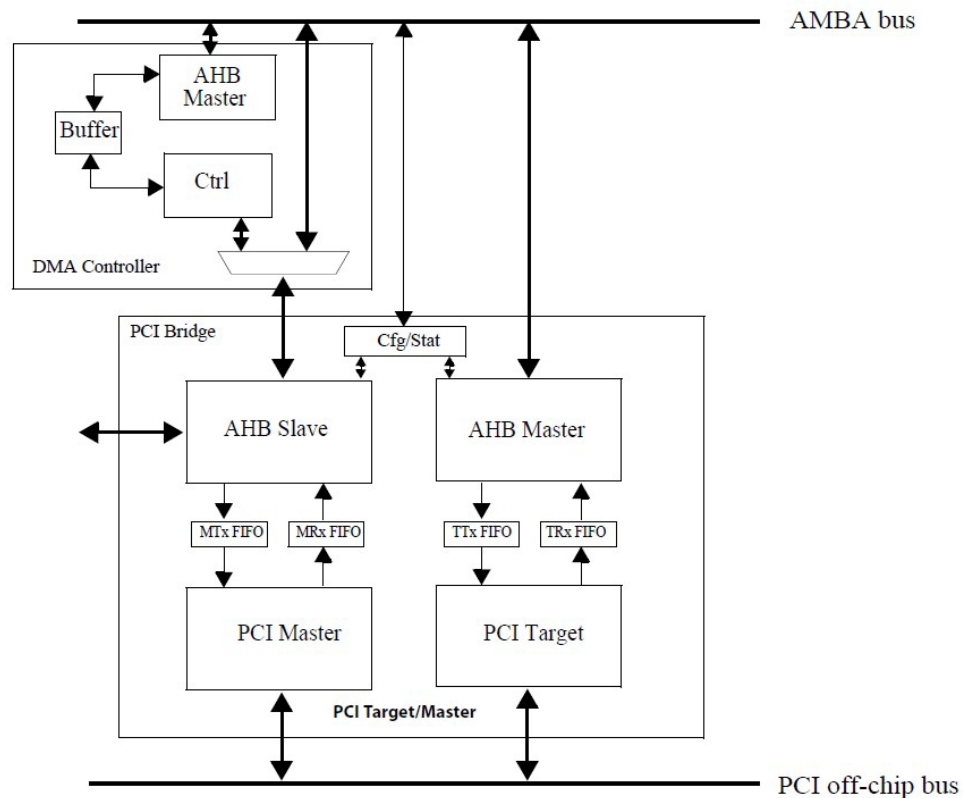 AMBA bus
AHB
Master
Buffer
Ctrl
DMA Controller
PCI Bridge
Cfg/Stat
AHB Slave
AHB Master
MTx FIFO
MRx FIFO
TTx FIFO
TRx FIFO
PCI Master
PCI Target
PCI Target/Master
PCI off-chip bus